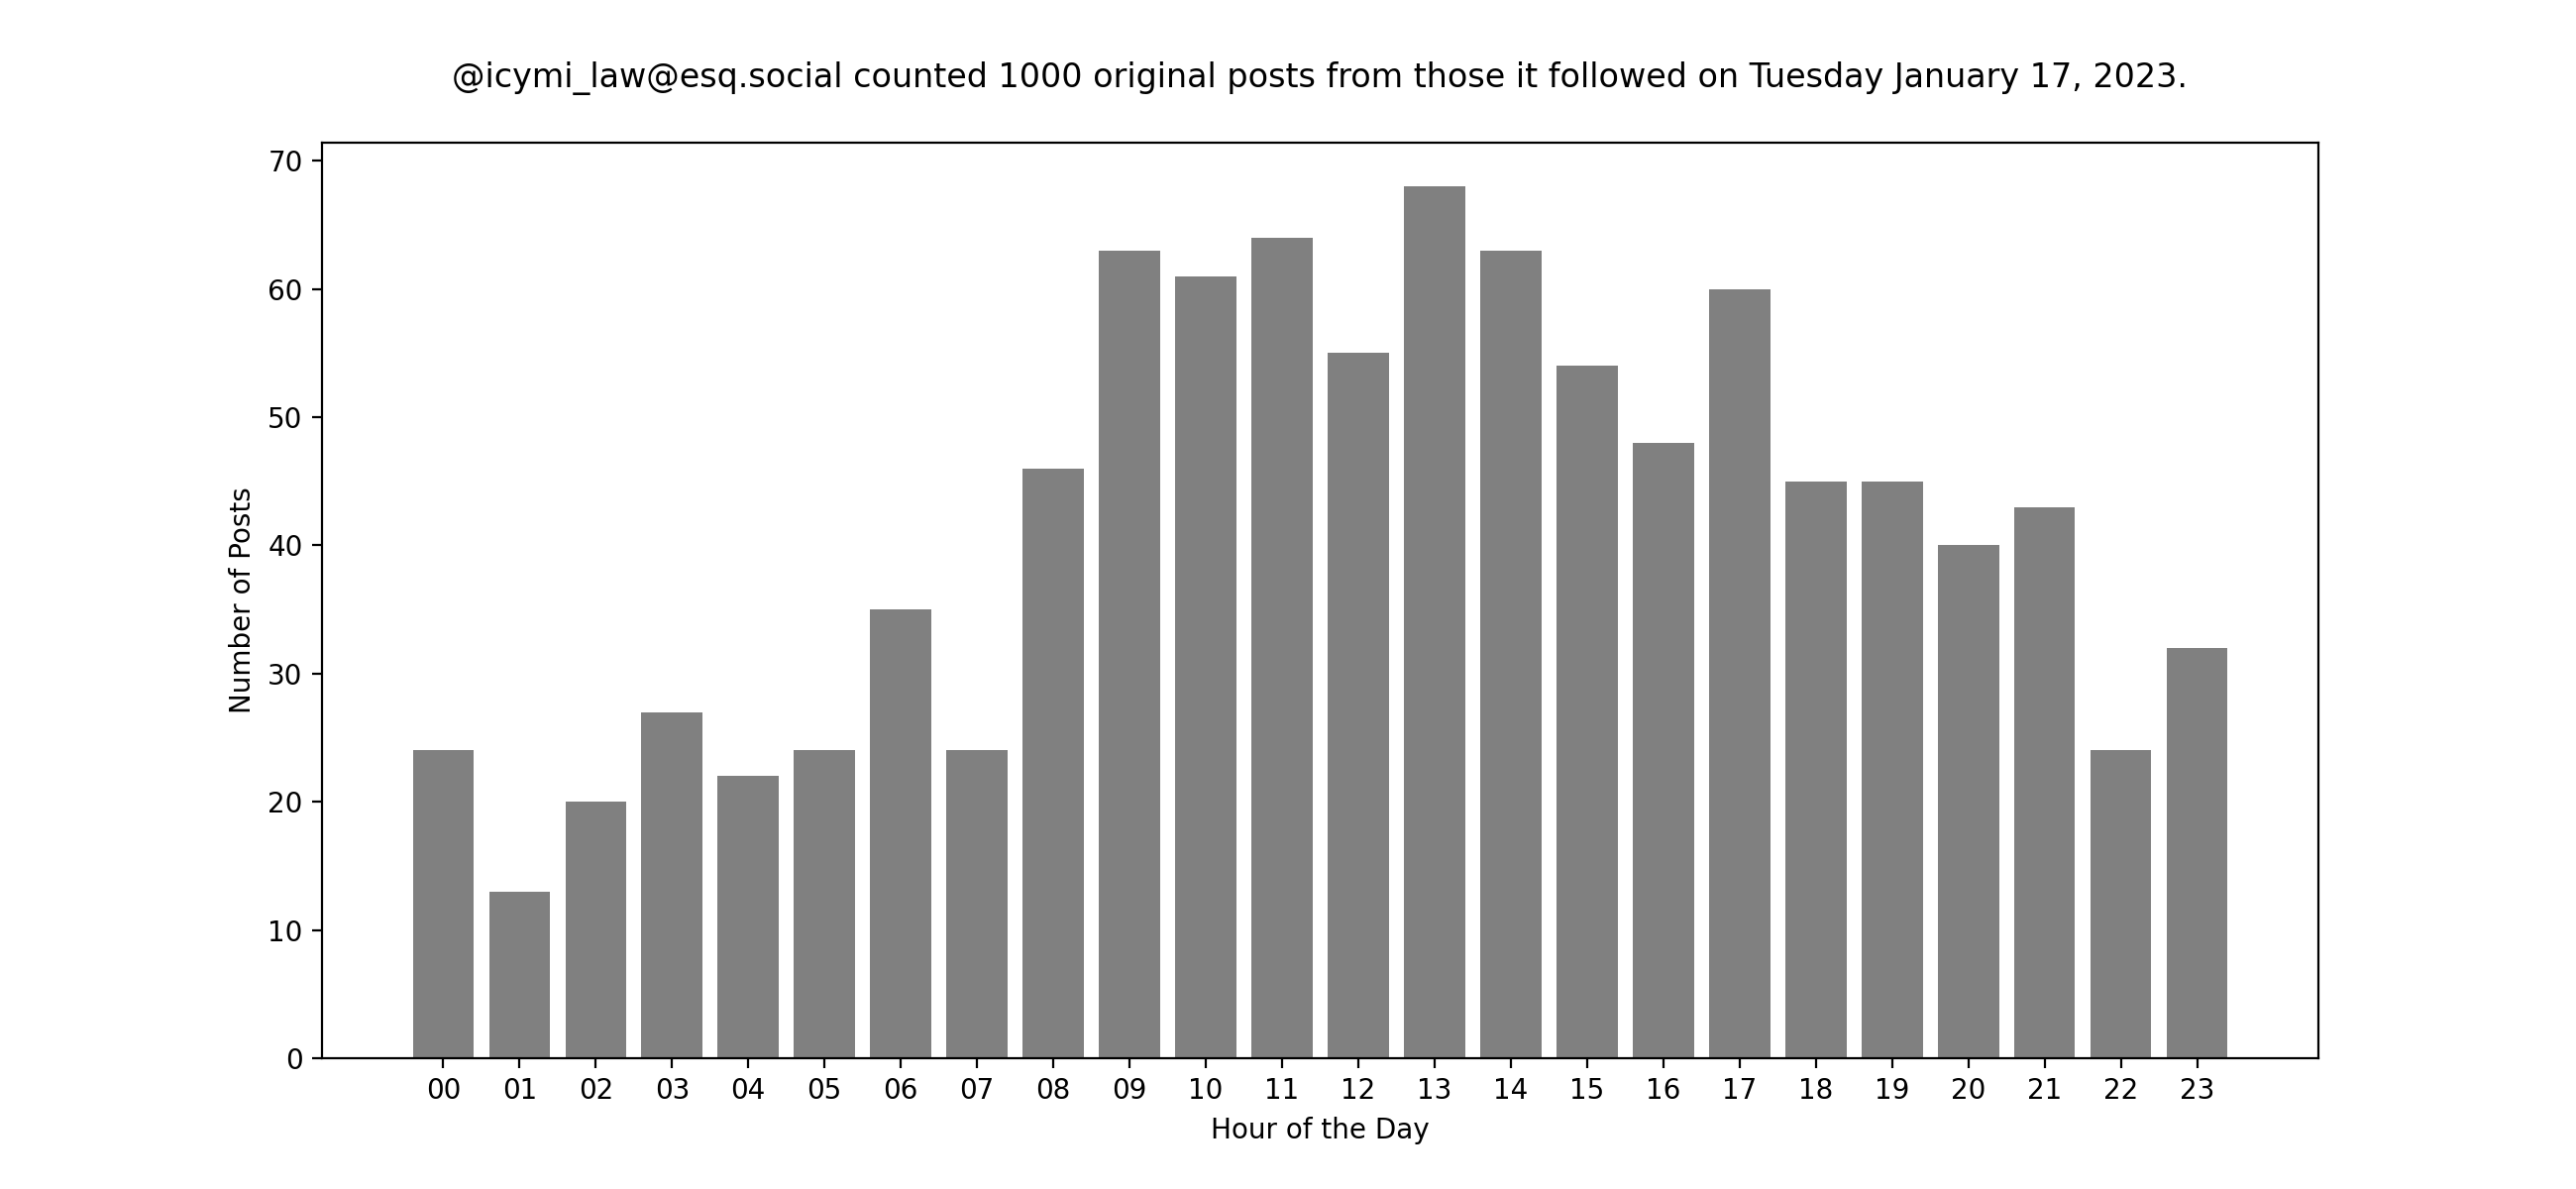 @icymi_law@esq.social counted 1000 original posts from those it followed on Tuesday January 17, 2023.
70
60
50
40
30
20
10
0
Number of Posts
00 01 02 03 04 05 06 07 08 09 10 11 12 13 14 15 16 17 18 19 20 21 22 23
Hour of the Day